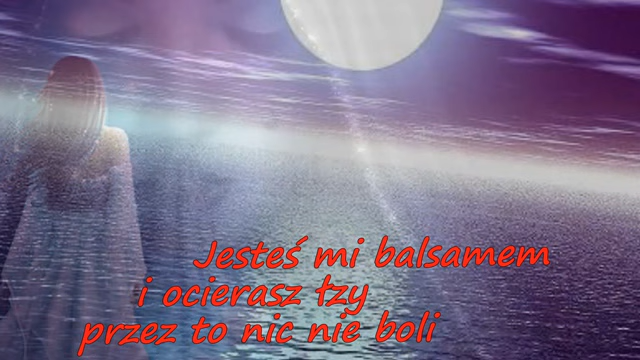 Jesteś mi balsamem
i ocierasz łzy
przez to nic nie boli